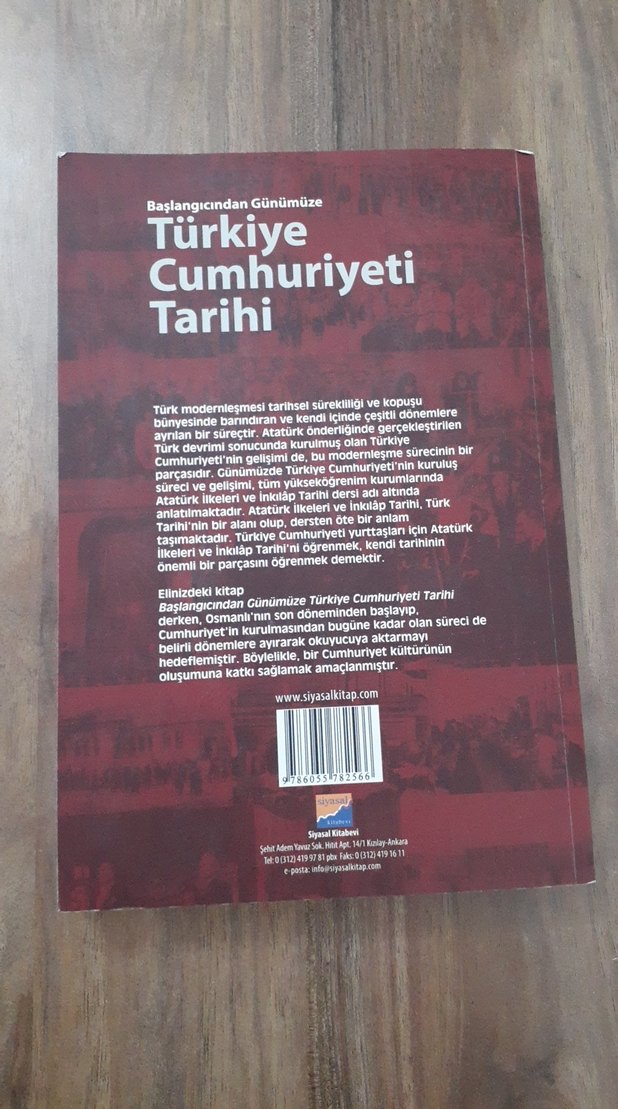 Başlangıcından Günümüze
Türkiye
Cumhuriyeti
Tarihi
Türk modernleşmesi tarihsel sürekliliği ve kopuşu
bünyesinde barındıran ve kendi içinde çeşitli dönemlere
ayrılan bir süreçtir. Atatürk önderliğinde gerçekleştirilen
Türk devrimi sonucunda kurulmuş olan Türkiye
Cumhuriyeti'nin gelişimi de, bu modernleşme sürecinin bir
parçasıdır. Günümüzde Türkiye Cumhuriyeti'nin kuruluş
süreci ve gelişimi, tüm yükseköğrenim kurumlarında
Atatürk İlkeleri ve İnkılâp Tarihi dersi adı altında
anlatılmaktadır. Atatürk İlkeleri ve İnkılâp Tarihi, Türk
Tarihi'nin bir alanı olup, dersten öte bir anlam
taşımaktadır. Türkiye Cumhuriyeti yurttaşları için Atatürk
İlkeleri ve İnkılâp Tarihi'ni öğrenmek, kendi tarihinin
önemli bir parçasını öğrenmek demektir.
Elinizdeki kitap
Başlangıcından Günümüze Türkiye Cumhuriyeti Tarihi
derken, Osmanlı'nın son döneminden başlayıp,
Cumhuriyet'in kurulmasından bugüne kadar olan süreci de
belirli dönemlere ayırarak okuyucuya aktarmayı
hedeflemiştir. Böylelikle, bir Cumhuriyet kültürünün
oluşumuna katkı sağlamak amaçlanmıştır.
www.siyasalkitap.com
9 786055 782566
siyasal
kitabevi
Siyasal Kitabevi
Şehit Adem Yavuz Sok. Hitit Apt. 14/1 Kızılay-Ankara
Tel: 0 (312) 419 97 81 pbx Faks: 0 (312) 419 16 11
e-posta: info@siyasalkitap.com